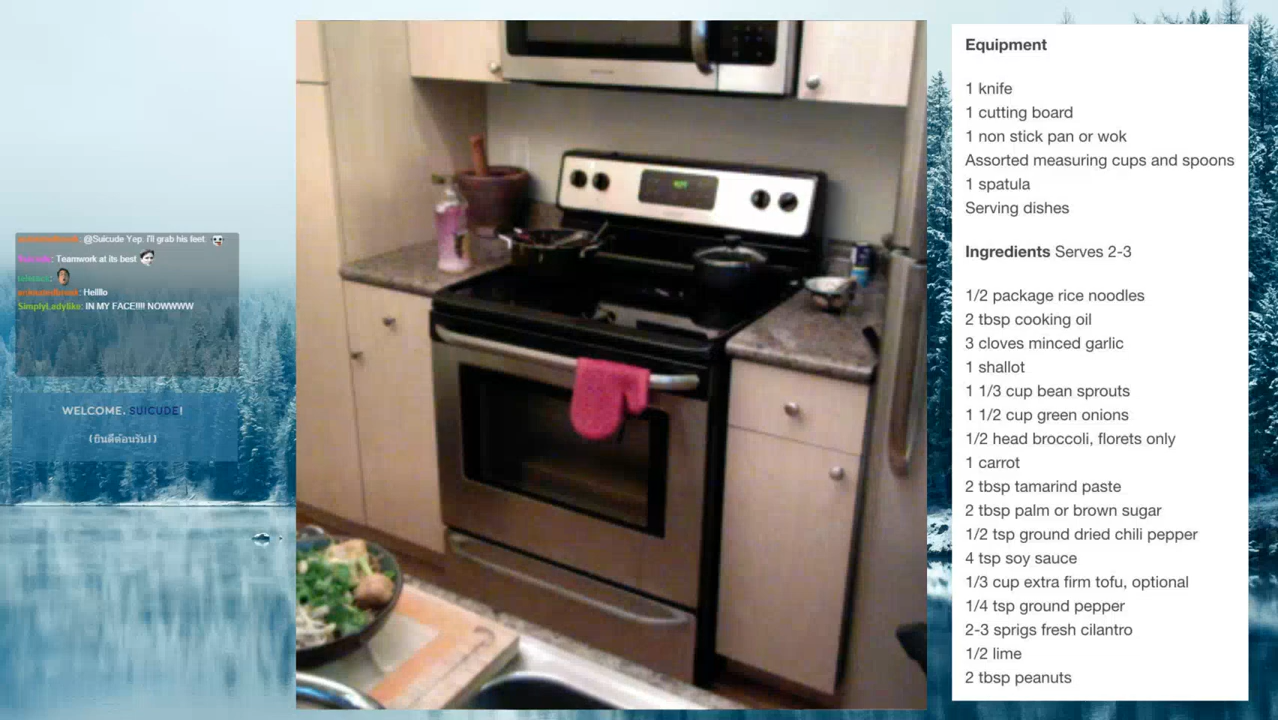 @Suicude Yep. I'll grab his feet.
Teamwork at its best
Hellllo
SimplyLadylike: IN MY FACE!!!! NOWWWW
WELCOME, SUICUDE!
(ยินดีต้อนรับ!)
Equipment
1 knife
1 cutting board
1 non stick pan or wok
Assorted measuring cups and spoons
1 spatula
Serving dishes
Ingredients Serves 2-3
1/2 package rice noodles
2 tbsp cooking oil
3 cloves minced garlic
1 shallot
1 1/3 cup bean sprouts
1 1/2 cup green onions
1/2 head broccoli, florets only
1 carrot
2 tbsp tamarind paste
2 tbsp palm or brown sugar
1/2 tsp ground dried chili pepper
4 tsp soy sauce
1/3 cup extra firm tofu, optional
1/4 tsp ground pepper
2-3 sprigs fresh cilantro
1/2 lime
2 tbsp peanuts